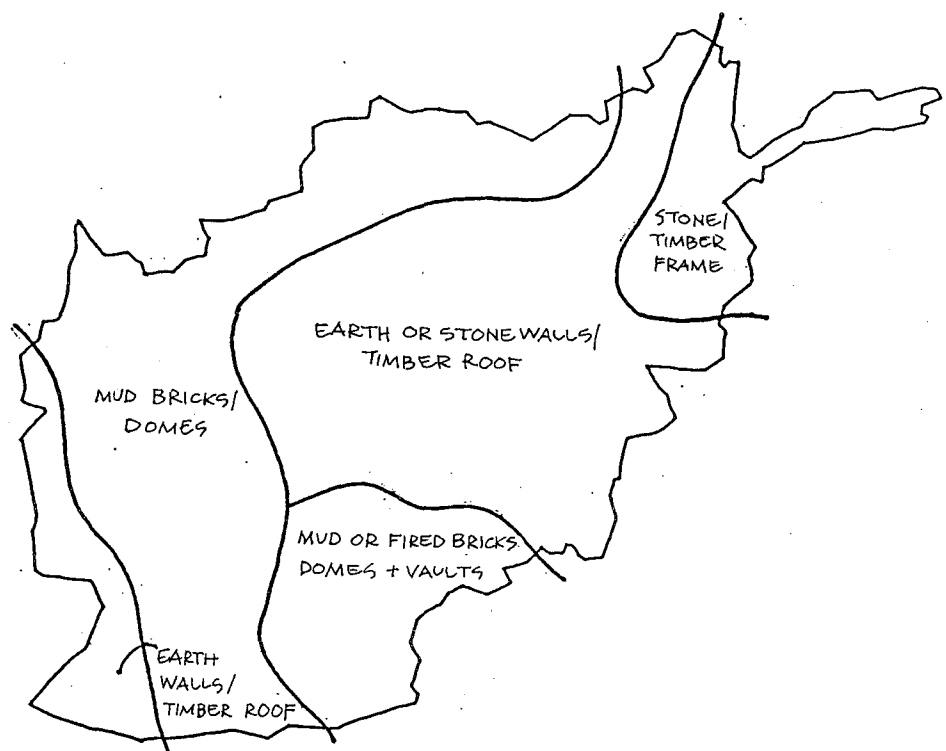 STONE/
TIMBER
FRAME
EARTH OR STONE WALLS/
TIMBER ROOF
MUD BRICKS/
DOMES
MUD OR FIRED BRICKS
DOMES + VAULTS
EARTH
WALLS/
TIMBER ROOF